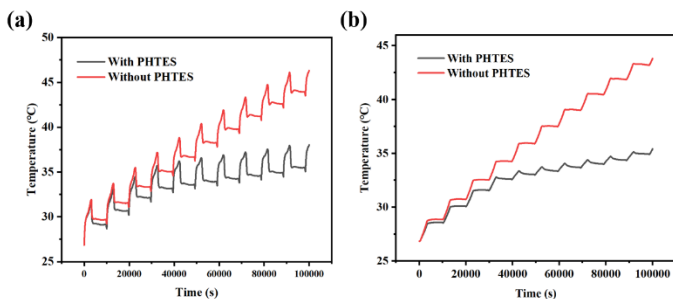 (a)
50
45
40
35
30
25
Temperature (℃)
With PHTES
Without PHTES
0 20000 40000 60000 80000 100000
Time (s)
(b)
45
40
35
30
25
Temperature (℃)
With PHTES
Without PHTES
0 20000 40000 60000 80000 100000
Time (s)